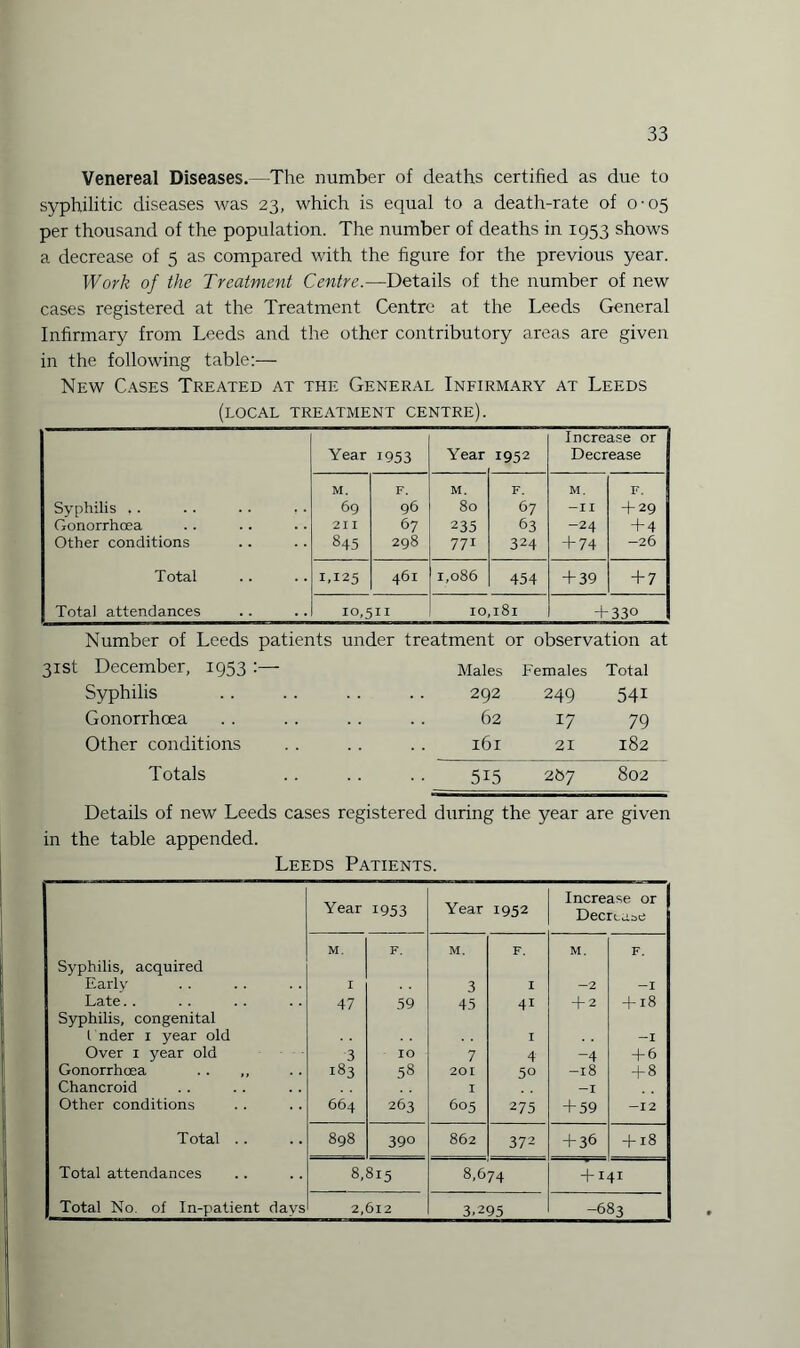 33
Venereal Diseases.—The number of deaths certified as due to
syphilitic diseases was 23, which is equal to a death-rate of 0·05
per thousand of the population. The number of deaths in 1953 shows
a decrease of 5 as compared with the figure for the previous year.
Work of the Treatment Centre.—Details of the number of new
cases registered at the Treatment Centre at the Leeds General
Infirmary from Leeds and the other contributory areas are given
in the following table:—
New Cases Treated at the General Infirmary at Leeds
(local treatment centre).
Year 1953 Year 1952 Increase or Decrease
M. F. M. F. M. F.
Syphilis .. .. .. .. 69 96 80 67 -11 +29
Gonorrhœa .. .. .. 211 67 235 63 -24 +4
Other conditions .. .. 845 298 771 324 +74 -26
Total .. .. 1,125 461 1,086 454 +39 +7
Total attendances .. .. 10,511 10,181 +330
Number of Leeds patients under treatment or observation at
31st December, 1953 :— Males Females Total
Syphilis .. .. .. .. 292 249 541
Gonorrhœa .. .. .. .. 62 17 79
Other conditions .. .. .. 161 21 182
Totals .. .. .. 515 287 802
Details of new Leeds cases registered during the year are given
in the table appended.
Leeds Patients.
Year 1953 Year 1952 Increase or Decrease
M. F. M. F. M. F.
Syphilis, acquired
Early .. .. .. 1 .. 3 1 -2 -1
Late.. .. .. .. 47 59 45 41 +2 +18
Syphilis, congenital
Under 1 year old .. .. .. 1 .. -1
Over 1 year old 3 10 7 4 -4 +6
Gonorrhœa .. ,, .. 183 58 201 50 -18 +8
Chancroid .. .. .. .. .. 1 .. -1 ..
Other conditions .. .. 664 263 605 275 +59 -12
Total .. .. 898 390 862 372 +36 +18
Total attendances .. .. 8,815 8,674 +141
Total No. of In-patient days 2,612 3,295 -683